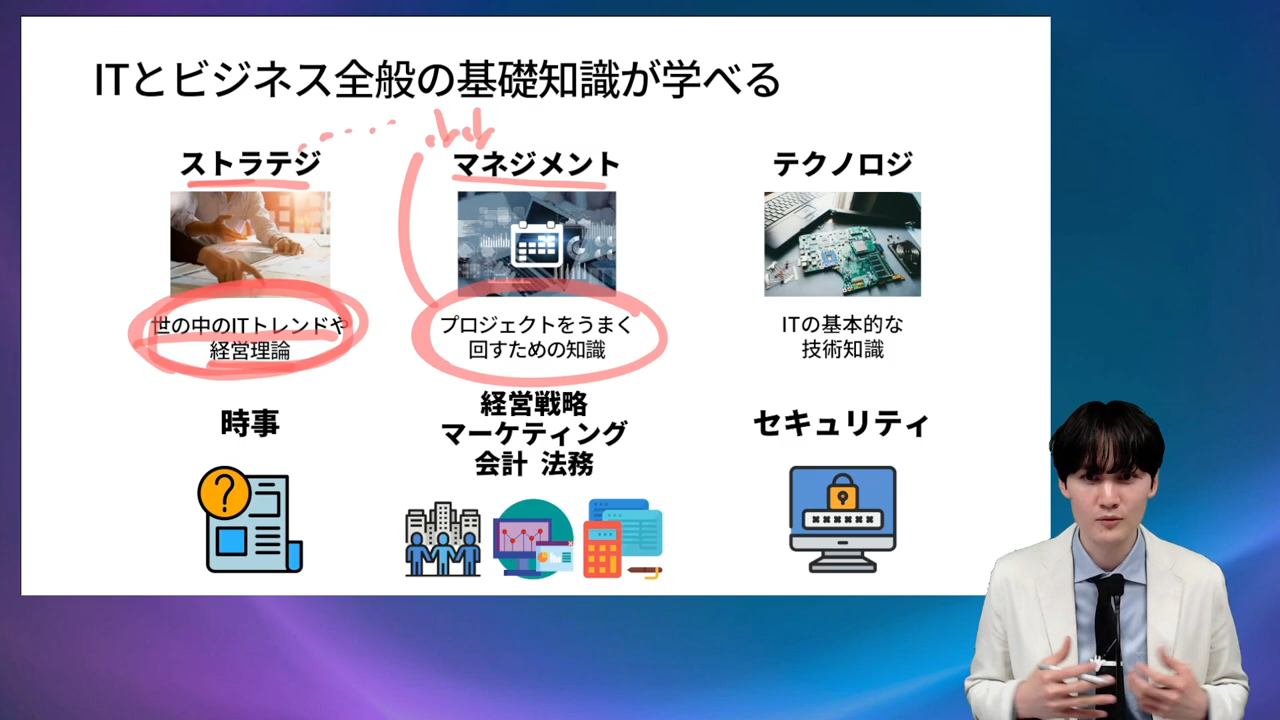 ITとビジネス全般の基礎知識が学べる
ストラテジ
マネジメント
テクノロジ
世の中のITトレンドや
経営理論
プロジェクトをうまく
回すための知識
ITの基本的な
技術知識
時事
経営戦略
マーケティング
会計 法務
セキュリティ